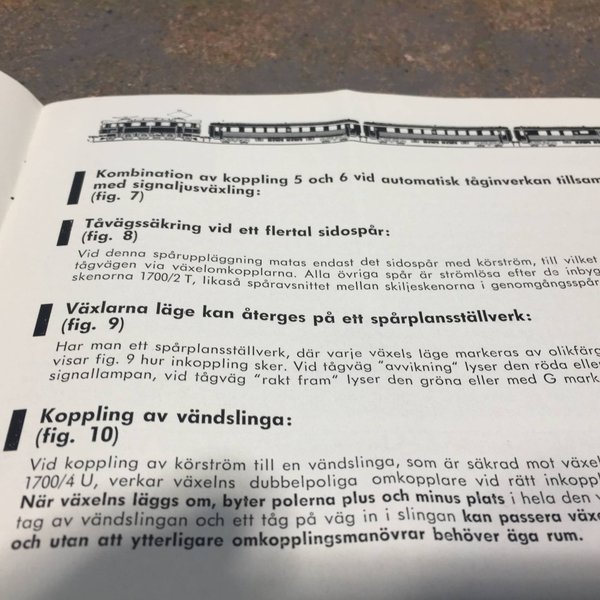 Kombination av koppling 5 och 6 vid automatisk tåginverkan tillsam
med signaljusväxling:
(fig. 7)
Tåvägssäkring vid ett flertal sidospår:
(fig. 8)
Vid denna spåruppläggning matas endast det sidospår med körström, till vilket
tågvägen via växelomkopplarna. Alla övriga spår är strömlösa efter de inbyg
skenorna 1700/2 T, likaså spåravsnittet mellan skiljeskenorna i genomgångsspår
Växlarna läge kan återges på ett spårplansställverk:
(fig. 9)
Har man ett spårplansställverk, där varje växels läge markeras av olikfärg
visar fig. 9 hur inkoppling sker. Vid tågväg "avvikning" lyser den röda elle
signallampan, vid tågväg "rakt fram" lyser den gröna eller med G mark
Koppling av vändslinga:
(fig. 10)
Vid koppling av körström till en vändslinga, som är säkrad mot växel
1700/4 U, verkar växelns dubbelpoliga omkopplare vid rätt inkoppl
När växelns läggs om, byter polerna plus och minus plats i hela den v
tag av vändslingan och ett tåg på väg in i slingan kan passera växe
och utan att ytterligare omkopplingsmanövrar behöver äga rum.